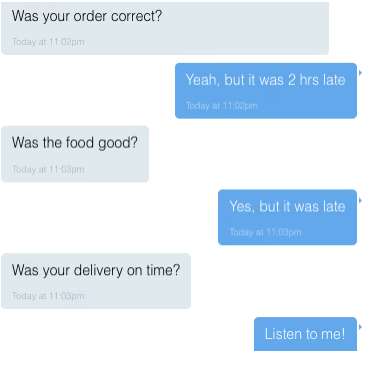 Was your order correct?
Today at 11:02pm
Yeah, but it was 2 hrs late
Today at 11:02pm
Was the food good?
Today at 11:03pm
Yes, but it was late
Today at 11:03pm
Was your delivery on time?
Today at 11:03pm
Listen to me!